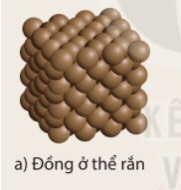 a) Đồng ở thể rắn